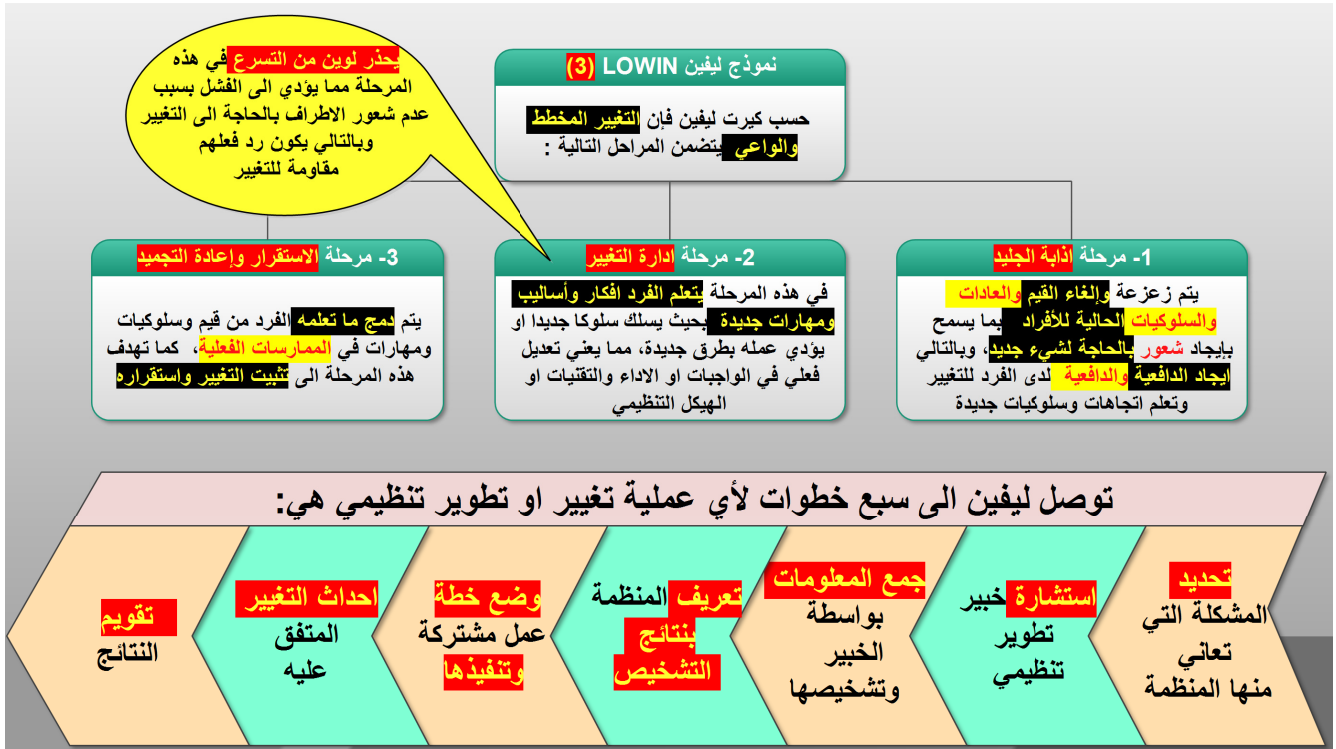 نموذج ليفين LOWIN (3)
حسب كيرت ليفين فإن التغيير المخطط
والواعي يتضمن المراحل التالية :
يحذر لوين من التسرع في هذه
المرحلة مما يؤدي الى الفشل بسبب
عدم شعور الاطراف بالحاجة الى التغيير
وبالتالي يكون رد فعلهم
مقاومة للتغيير
1- مرحلة اذابة الجليد
يتم زعزعة وإلغاء القيم والعادات
والسلوكيات الحالية للأفراد بما يسمح
بإيجاد شعور بالحاجة لشيء جديد، وبالتالي
ايجاد الدافعية والدافعية لدى الفرد للتغيير
وتعلم اتجاهات وسلوكيات جديدة
2- مرحلة ادارة التغيير
في هذه المرحلة يتعلم الفرد افكار وأساليب
ومهارات جديدة بحيث يسلك سلوكا جديدا او
يؤدي عمله بطرق جديدة، مما يعني تعديل
فعلي في الواجبات او الاداء والتقنيات او
الهيكل التنظيمي
3- مرحلة الاستقرار وإعادة التجميد
يتم دمج ما تعلمه الفرد من قيم وسلوكيات
ومهارات في الممارسات الفعلية، كما تهدف
هذه المرحلة الى تثبيت التغيير واستقراره
توصل ليفين الى سبع خطوات لأي عملية تغيير او تطوير تنظيمي هي:
تحديد
المشكلة التي
تعاني
منها المنظمة
استشارة خبير
تطوير
تنظيمي
جمع المعلومات
بواسطة
الخبير
وتشخيصها
تعريف المنظمة
بنتائج
التشخيص
وضع خطة
عمل مشتركة
وتنفيذها
احداث التغيير
المتفق
عليه
تقويم
النتائج